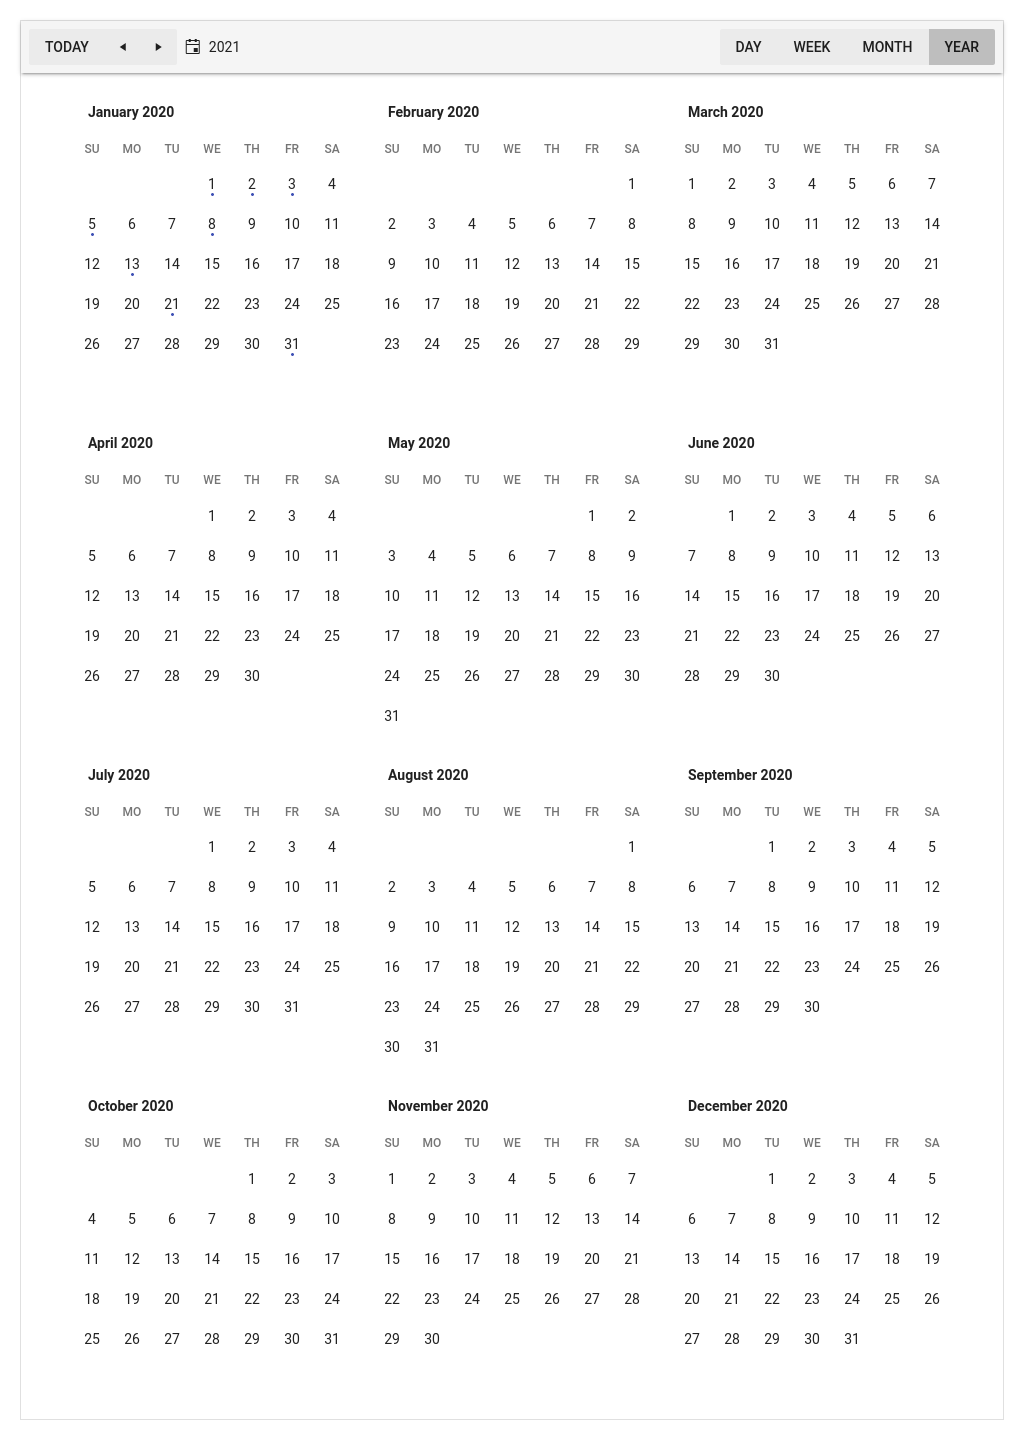 TODAY 2021 DAY WEEK MONTH YEAR
January 2020 February 2020 March 2020
SU MO TU WE TH FR SA SU MO TU WE TH FR SA SU MO TU WE TH FR SA
1 2 3 4 1 1 2 3 4 5 6 7
5 6 7 8 9 10 11 2 3 4 5 6 7 8 8 9 10 11 12 13 14
12 13 14 15 16 17 18 9 10 11 12 13 14 15 15 16 17 18 19 20 21
19 20 21 22 23 24 25 16 17 18 19 20 21 22 22 23 24 25 26 27 28
26 27 28 29 30 31 23 24 25 26 27 28 29 29 30 31
April 2020 May 2020 June 2020
SU MO TU WE TH FR SA SU MO TU WE TH FR SA SU MO TU WE TH FR SA
1 2 3 4 1 2 1 2 3 4 5 6
5 6 7 8 9 10 11 3 4 5 6 7 8 9 7 8 9 10 11 12 13
12 13 14 15 16 17 18 10 11 12 13 14 15 16 14 15 16 17 18 19 20
19 20 21 22 23 24 25 17 18 19 20 21 22 23 21 22 23 24 25 26 27
26 27 28 29 30 24 25 26 27 28 29 30 28 29 30
31
July 2020 August 2020 September 2020
SU MO TU WE TH FR SA SU MO TU WE TH FR SA SU MO TU WE TH FR SA
1 2 3 4 1 1 2 3 4 5
5 6 7 8 9 10 11 2 3 4 5 6 7 8 6 7 8 9 10 11 12
12 13 14 15 16 17 18 9 10 11 12 13 14 15 13 14 15 16 17 18 19
19 20 21 22 23 24 25 16 17 18 19 20 21 22 20 21 22 23 24 25 26
26 27 28 29 30 31 23 24 25 26 27 28 29 27 28 29 30
30 31
October 2020 November 2020 December 2020
SU MO TU WE TH FR SA SU MO TU WE TH FR SA SU MO TU WE TH FR SA
1 2 3 1 2 3 4 5 6 7 1 2 3 4 5
4 5 6 7 8 9 10 8 9 10 11 12 13 14 6 7 8 9 10 11 12
11 12 13 14 15 16 17 15 16 17 18 19 20 21 13 14 15 16 17 18 19
18 19 20 21 22 23 24 22 23 24 25 26 27 28 20 21 22 23 24 25 26
25 26 27 28 29 30 31 29 30 27 28 29 30 31